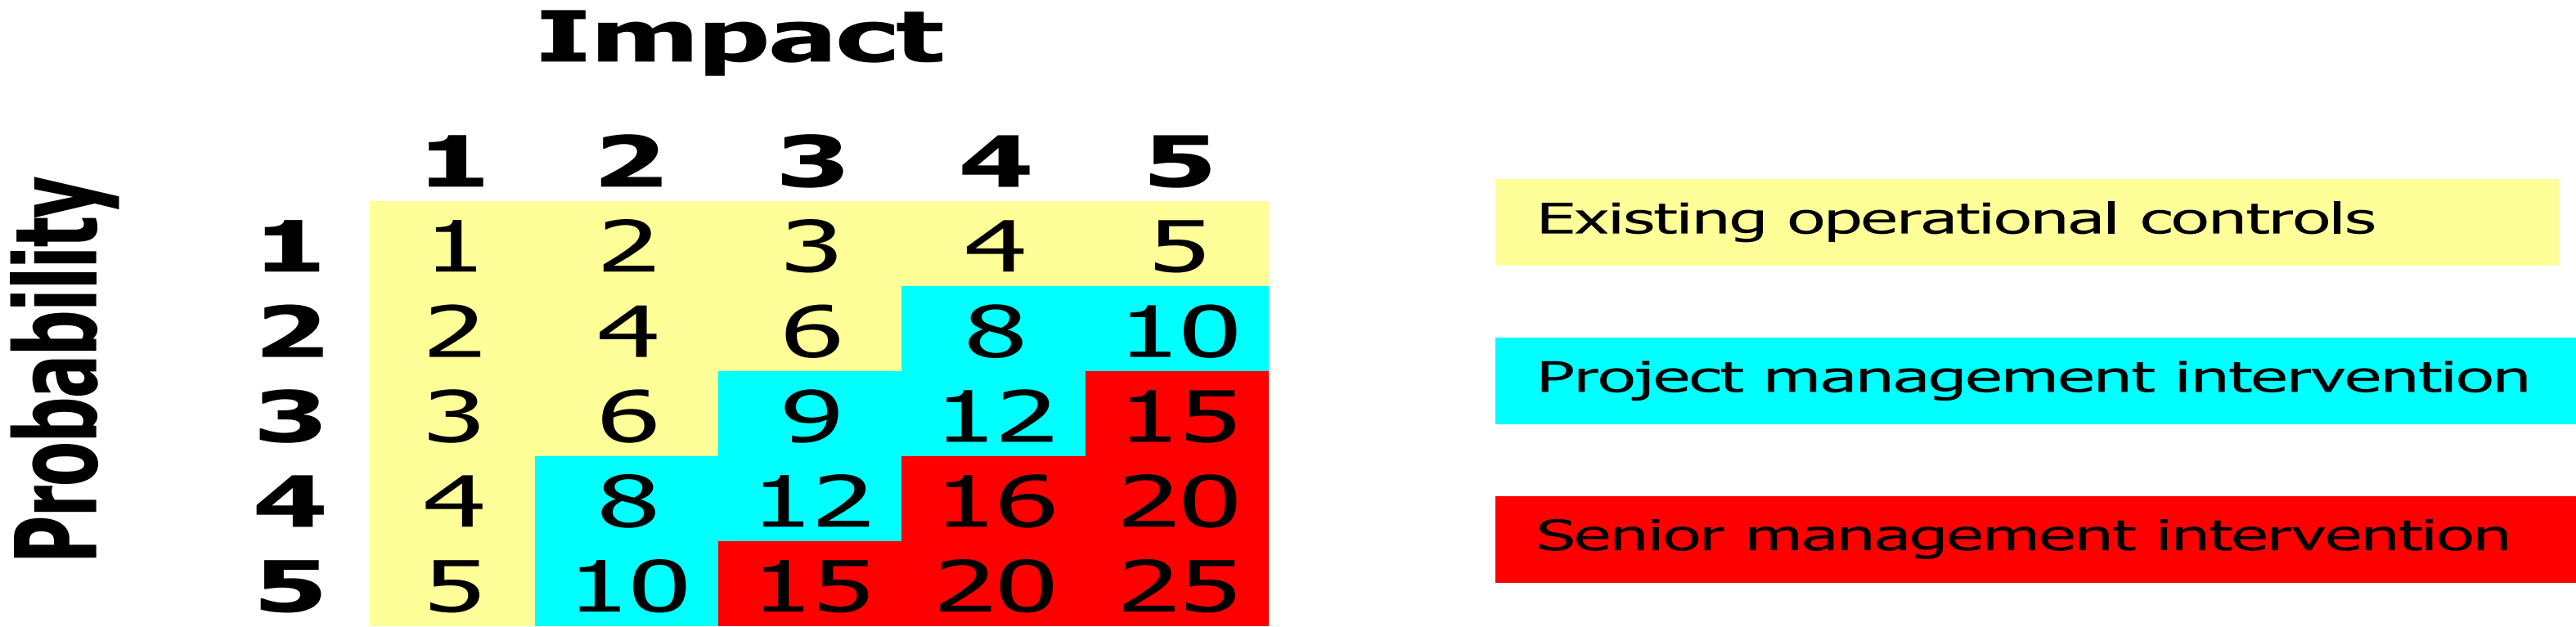 Impact
1 2 3 4 5
Probability
1 1 2 3 4 5
2 2 4 6 8 10
3 3 6 9 12 15
4 4 8 12 16 20
5 5 10 15 20 25
Existing operational controls
Project management intervention
Senior management intervention